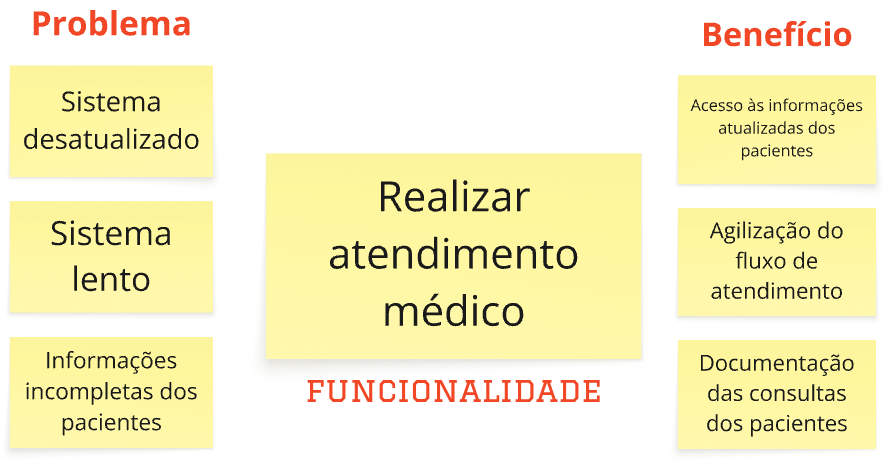 Problema
Sistema
desatualizado
Sistema
lento
Informações
incompletas dos
pacientes
Realizar
atendimento
médico
FUNCIONALIDADE
Benefício
Acesso às informações
atualizadas dos
pacientes
Agilização do
fluxo de
atendimento
Documentação
das consultas
dos pacientes